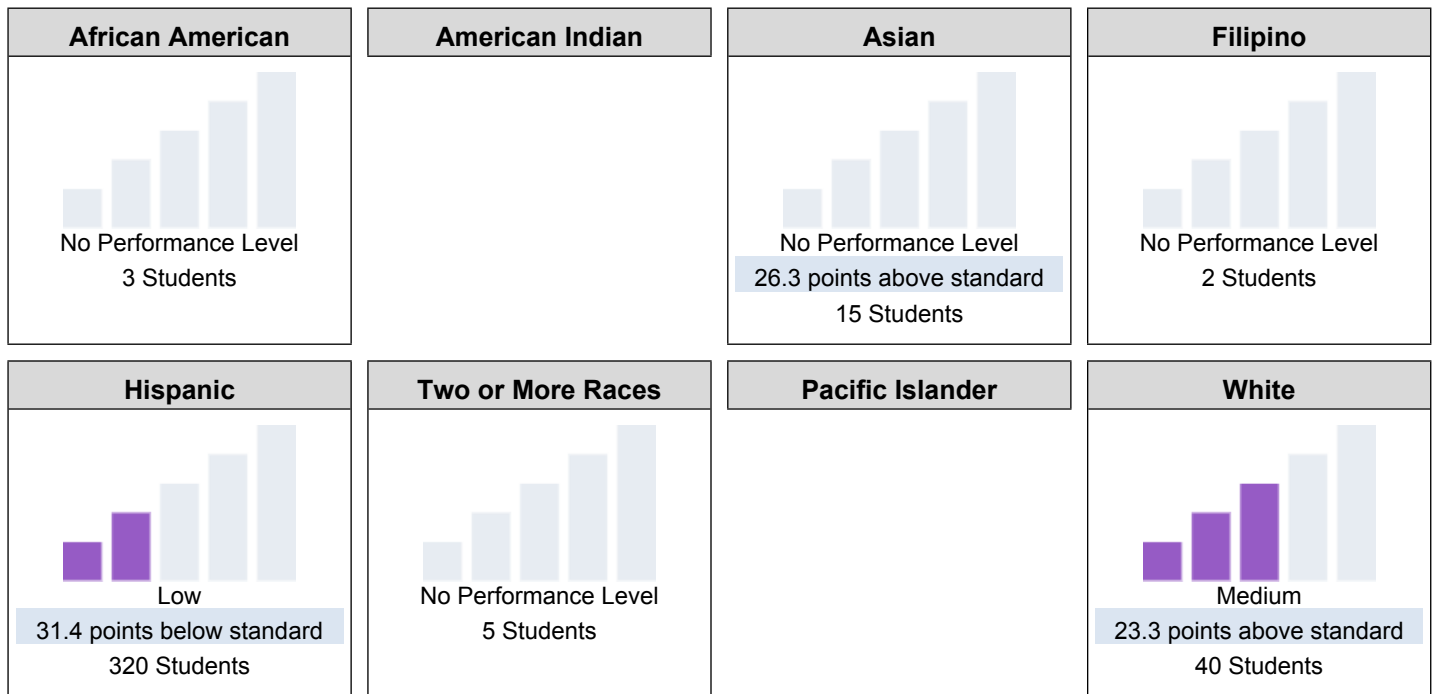 African American
No Performance Level
3 Students
American Indian
Asian
No Performance Level
26.3 points above standard
15 Students
Filipino
No Performance Level
2 Students
Hispanic
Low
31.4 points below standard
320 Students
Two or More Races
No Performance Level
5 Students
Pacific Islander
White
Medium
23.3 points above standard
40 Students